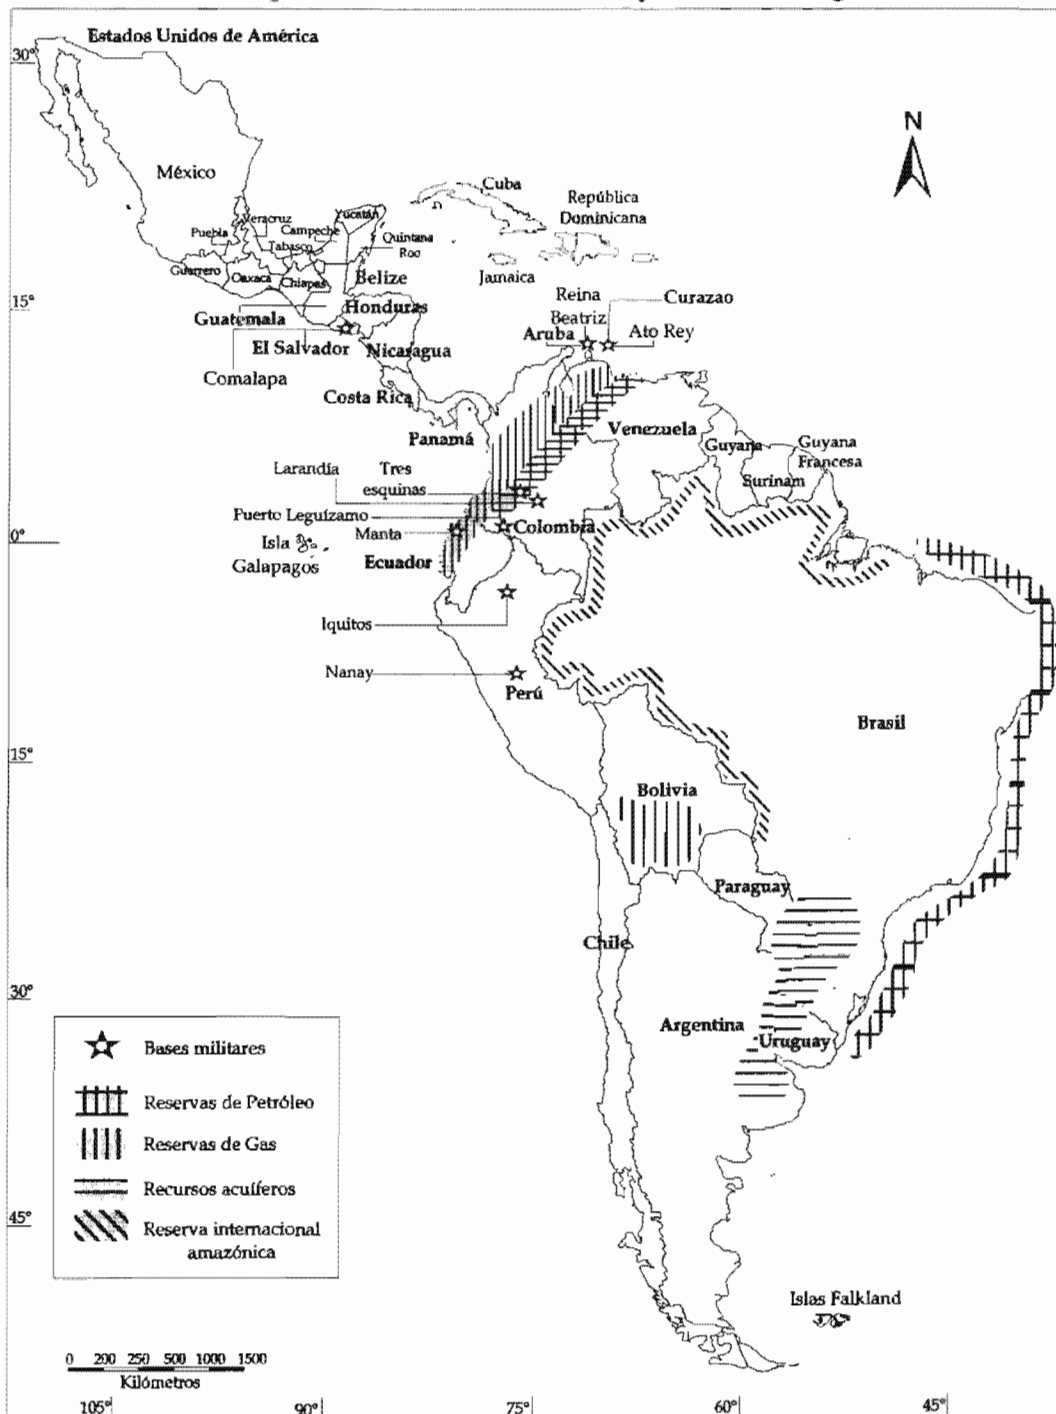 Estados Unidos de América
30°
N
México
Cuba
República
Dominicana
Yucatán
Veracruz
Campeche
Puebla
Tabasco
Quintana
Roo
Guerrero
Oaxaca
Chiapas
Belize
Jamaica
15°
Honduras
Guatemala
Reina
Beatriz
Curazao
Aruba
Ato Rey
El Salvador
Nicaragua
Comalapa
Costa Rica
Panamá
Venezuela
Guyana
Guyana
Francesa
Surinam
Larandía
Tres
esquinas
Puerto Leguízamo
Colombia
Manta
0°
Isla
Galapagos
Ecuador
Iquitos
Nanay
Perú
Brasil
15°
Bolivia
Paraguay
Chile
30°
Argentina
Uruguay
Bases militares
Reservas de Petróleo
Reservas de Gas
Recursos acuíferos
Reserva internacional
amazónica
45°
Islas Falkland
0 200 250 500 1000 1500
Kilómetros
105° 90° 75° 60° 45°